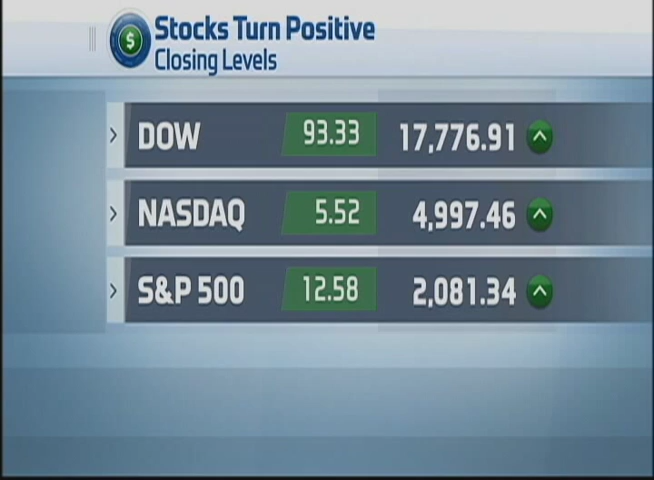 $
Stocks Turn Positive
Closing Levels
> DOW 93.33 17,776.91
> NASDAQ 5.52 4,997.46
> S&P 500 12.58 2,081.34